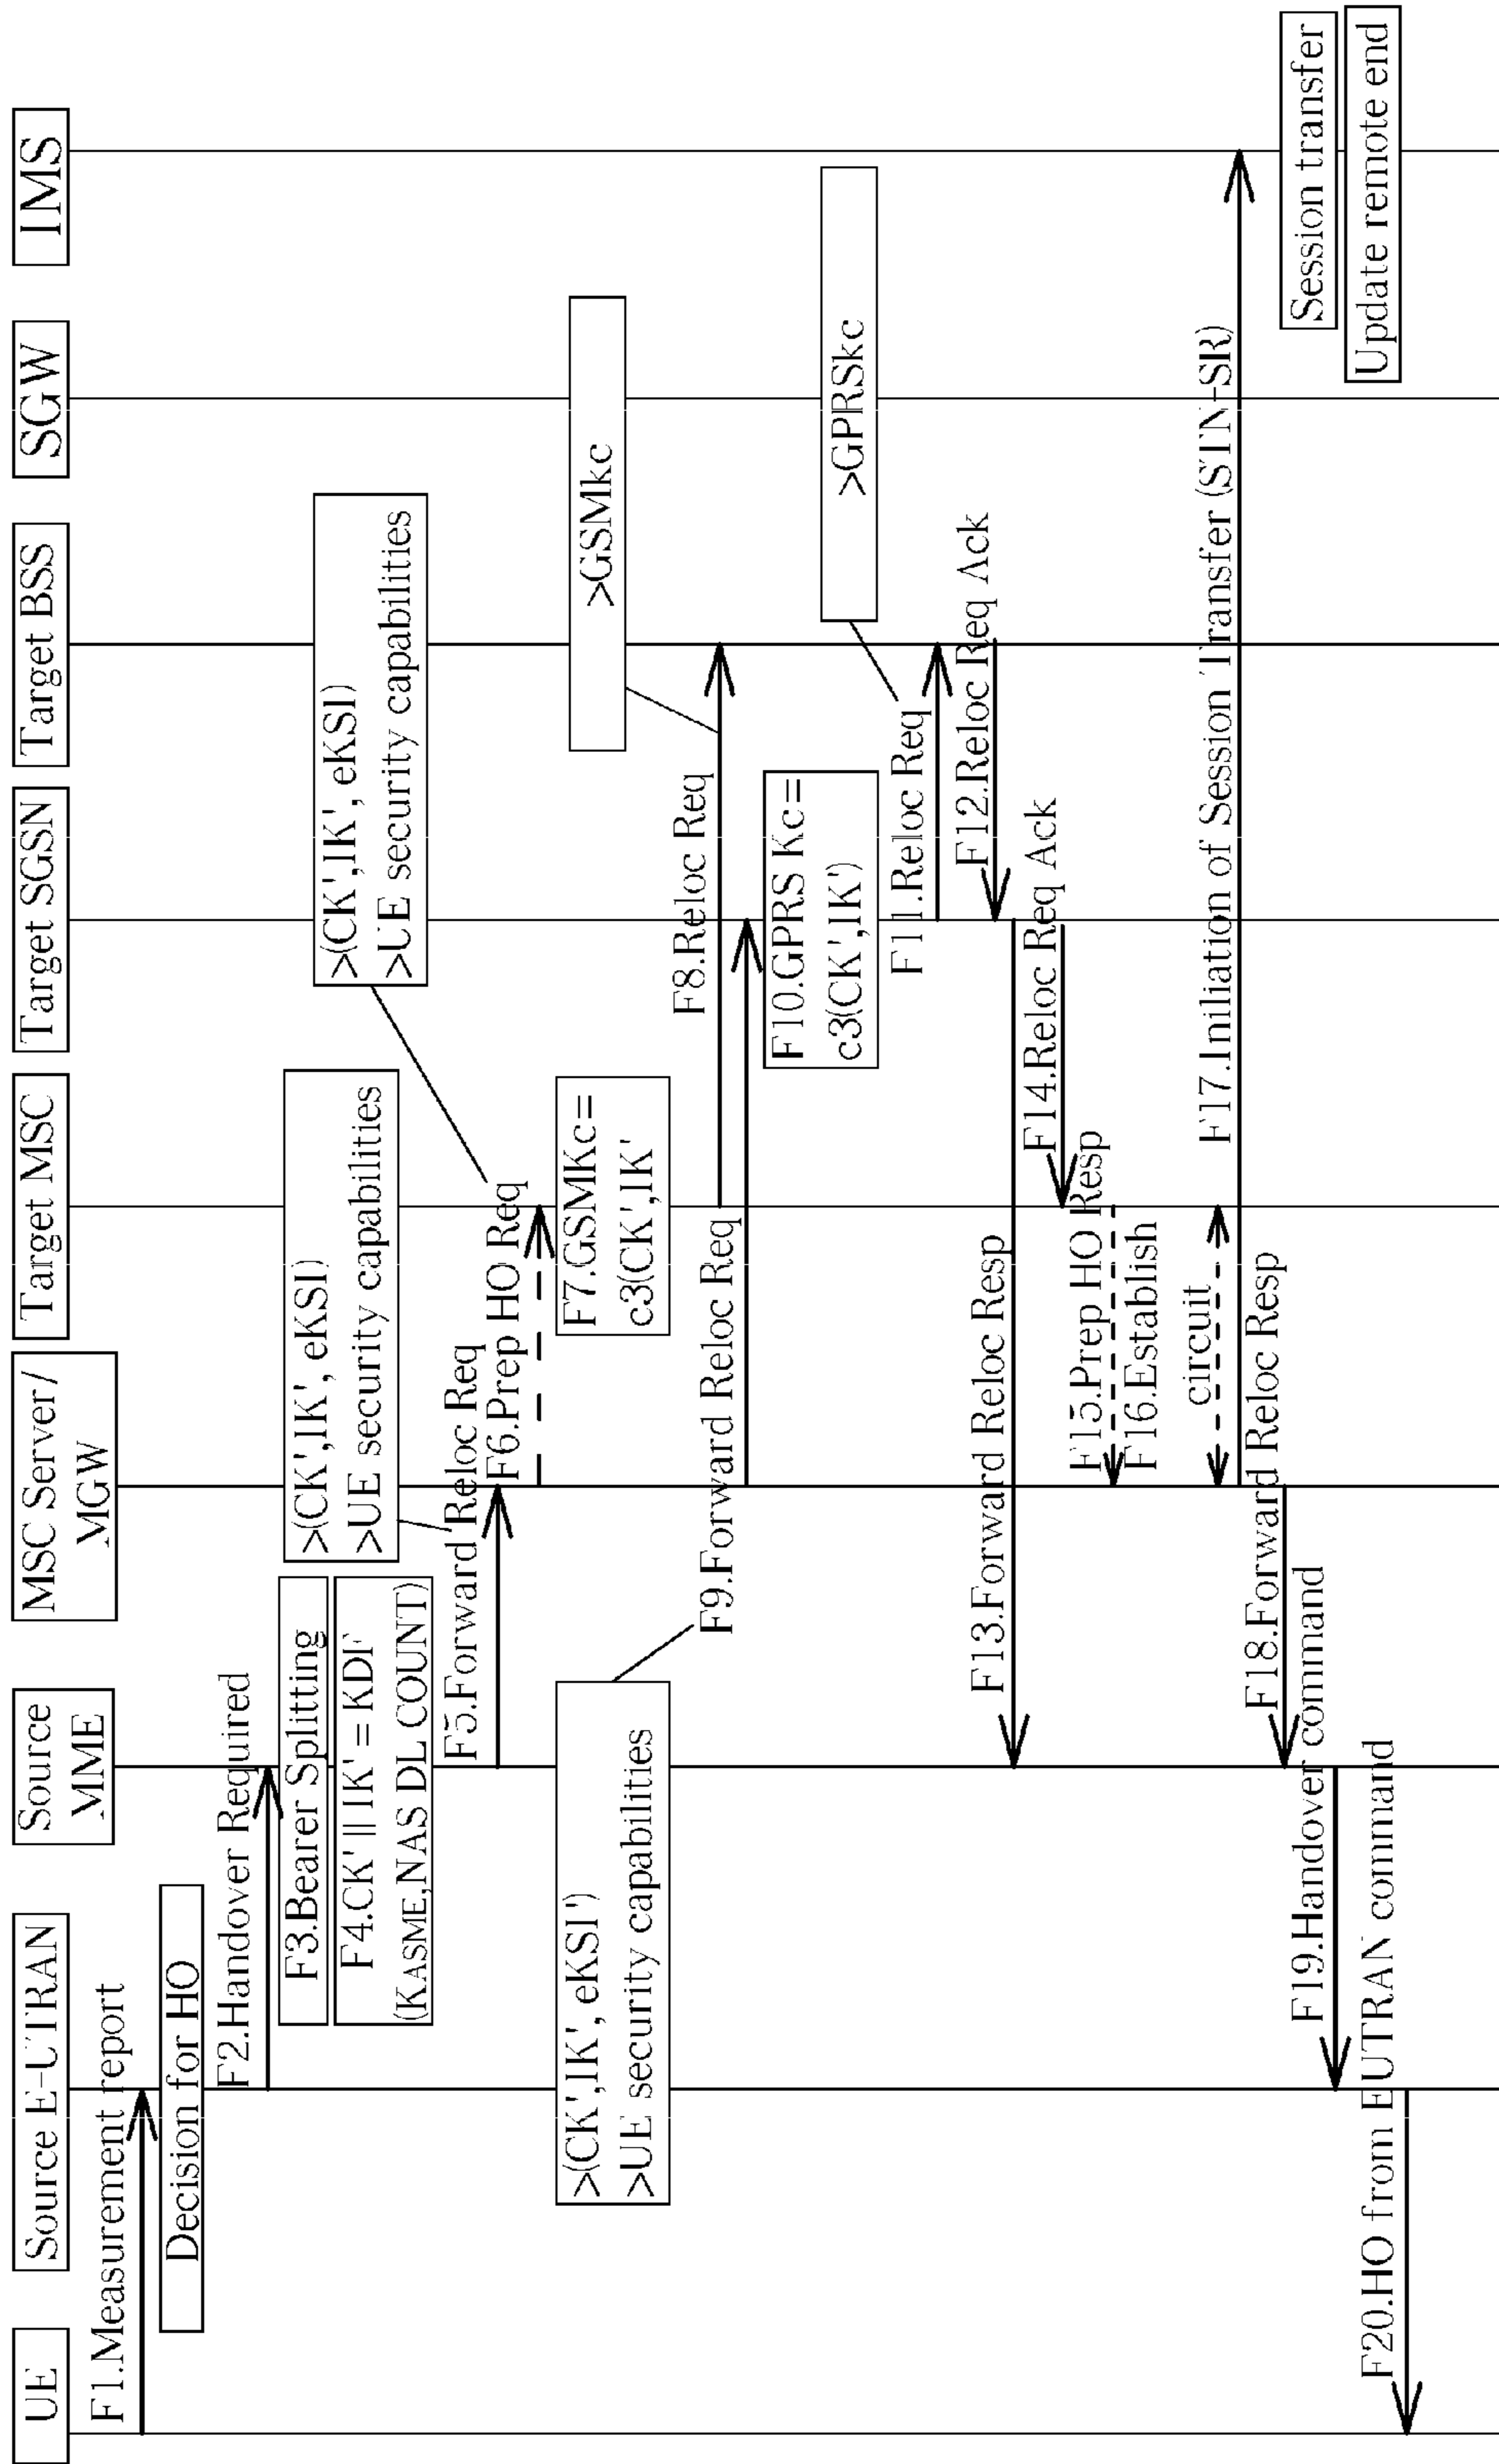 UE
Source E-UTRAN
Source
MME
MSC Server/
MGW
Target MSC
Target SGSN
Target BSS
SGW
IMS
F1.Measurement report
Decision for HO
F2.Handover Required
F3.Bearer Splitting
F4.CK' || IK' = KDF
(KASME,NAS DL COUNT)
>(CK',IK', eKSI)
>UE security capabilities
F5.Forward Reloc Req
>(CK',IK', eKSI)
>UE security capabilities
F6.Prep HO Req
F7.GSMKc=
c3(CK',IK'
>GSMkc
F8.Reloc Req
>(CK',IK', eKSI')
>UE security capabilities
F9.Forward Reloc Req
F10.GPRS Kc=
c3(CK',IK')
>GPRSkc
F11.Reloc Req
F12.Reloc Req Ack
F13.Forward Reloc Resp
F14.Reloc Req Ack
F15.Prep HO Resp
F16.Establish
circuit
F17.Iniliation of Session Transfer (STN-SR)
F18.Forward Reloc Resp
Session transfer
F19.Handover command
Update remote end
F20.HO from EUTRAN command